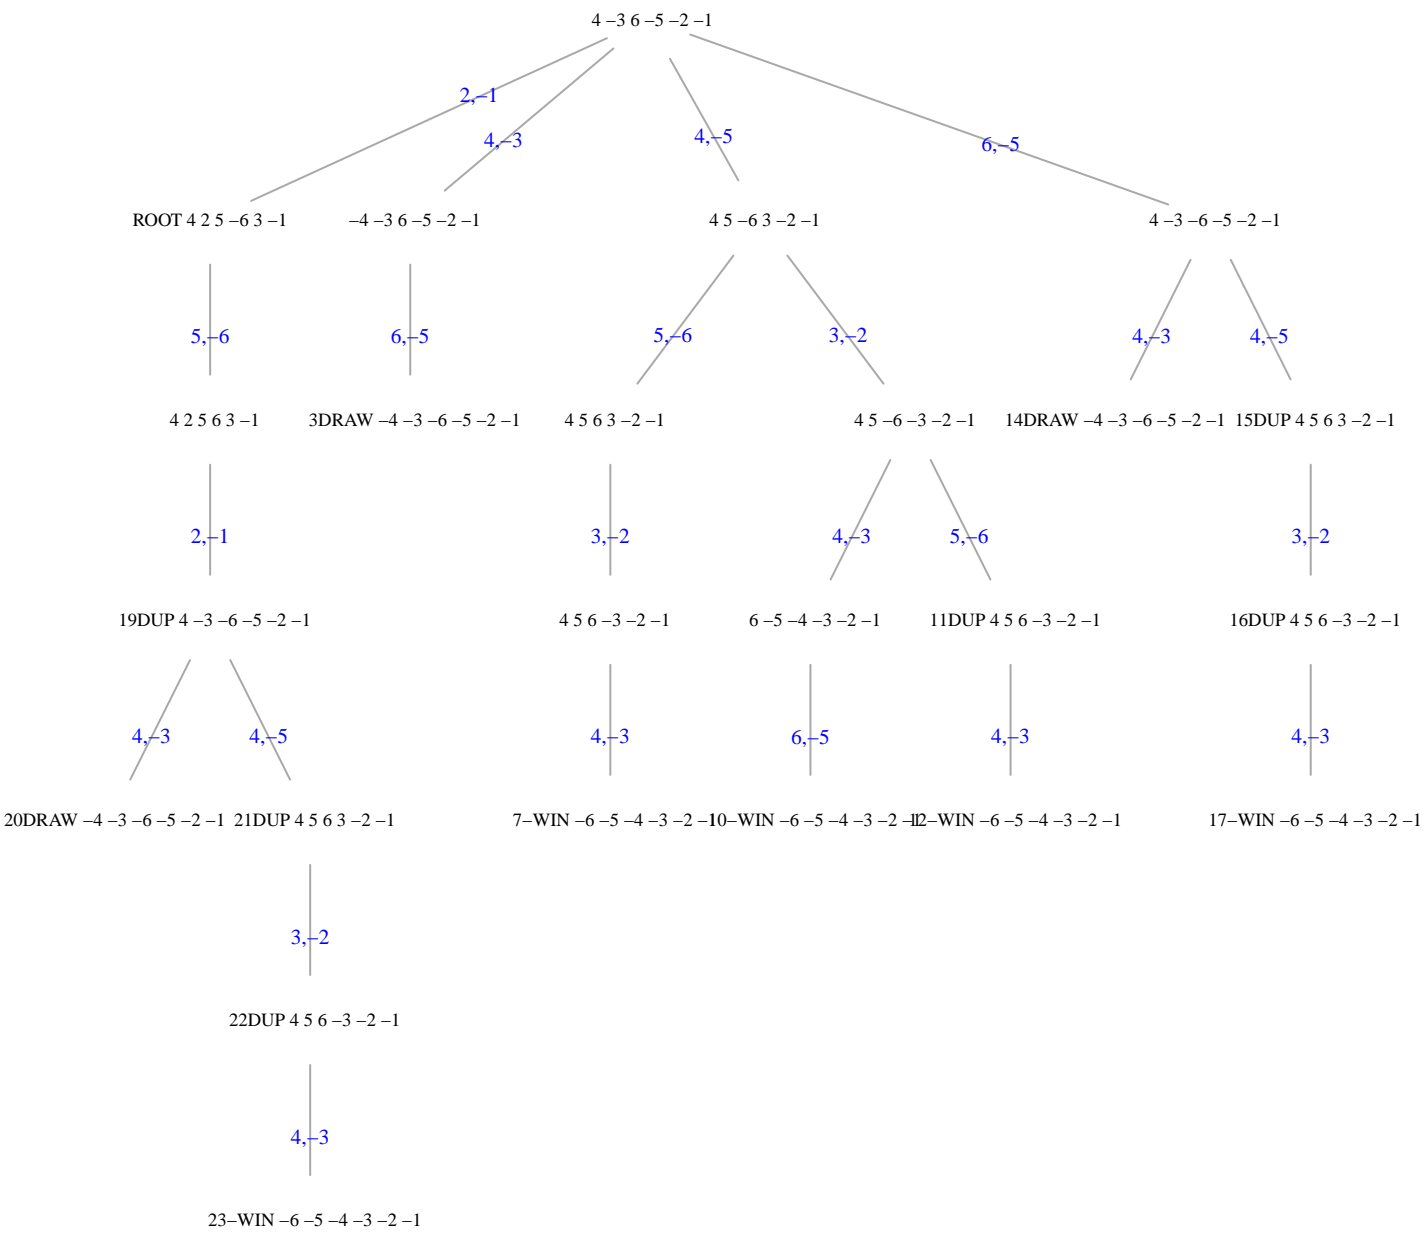 4 –3 6 –5 –2 –1
2,–1
4,–3
4,–5
6,–5
ROOT 4 2 5 –6 3 –1
–4 –3 6 –5 –2 –1
4 5 –6 3 –2 –1
4 –3 –6 –5 –2 –1
5,–6
6,–5
5,–6
3,–2
4,–3
4,–5
4 2 5 6 3 –1
3DRAW –4 –3 –6 –5 –2 –1
4 5 6 3 –2 –1
4 5 –6 –3 –2 –1
14DRAW –4 –3 –6 –5 –2 –1
15DUP 4 5 6 3 –2 –1
2,–1
3,–2
4,–3
5,–6
3,–2
19DUP 4 –3 –6 –5 –2 –1
4 5 6 –3 –2 –1
6 –5 –4 –3 –2 –1
11DUP 4 5 6 –3 –2 –1
16DUP 4 5 6 –3 –2 –1
4,–3
4,–5
4,–3
6,–5
4,–3
4,–3
20DRAW –4 –3 –6 –5 –2 –1
21DUP 4 5 6 3 –2 –1
7–WIN –6 –5 –4 –3 –2 –1
10–WIN –6 –5 –4 –3 –2 –1
12–WIN –6 –5 –4 –3 –2 –1
17–WIN –6 –5 –4 –3 –2 –1
3,–2
22DUP 4 5 6 –3 –2 –1
4,–3
23–WIN –6 –5 –4 –3 –2 –1